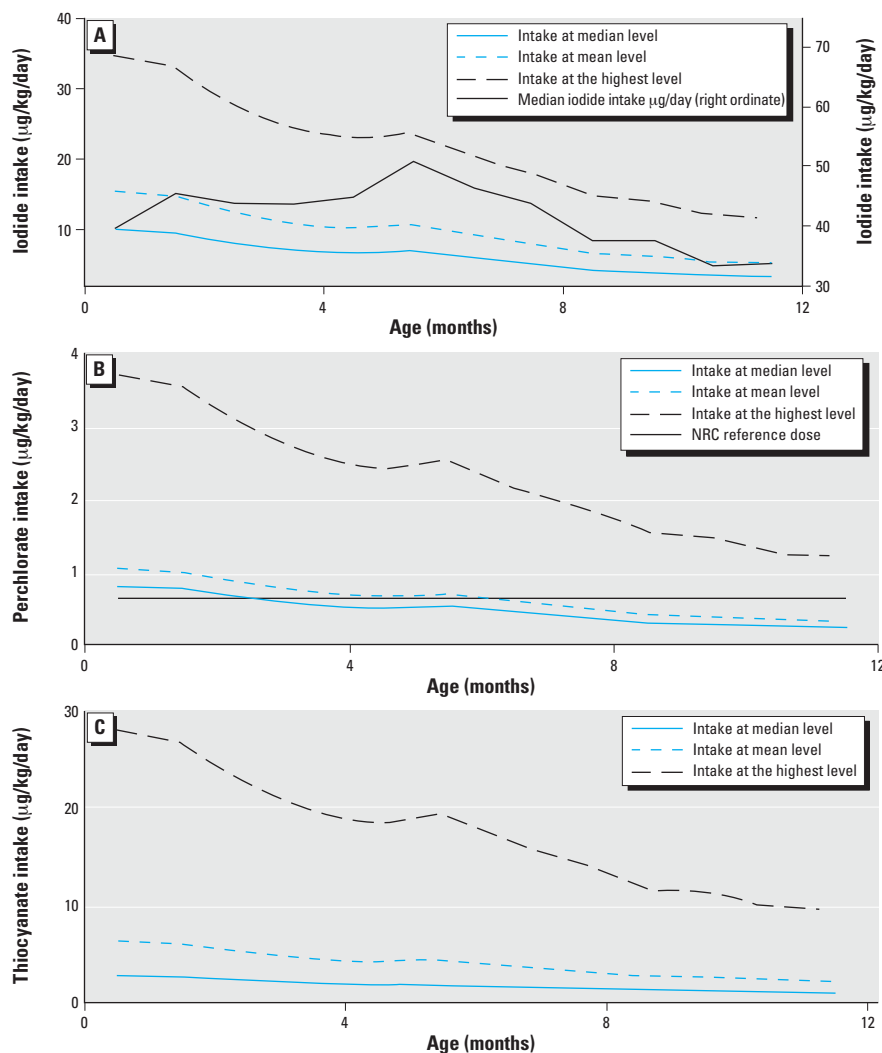 A
Iodide intake (μg/kg/day)
40
30
20
10
Intake at median level
Intake at mean level
Intake at the highest level
Median iodide intake μg/day (right ordinate)
70
60
50
40
30
Iodide intake (μg/kg/day)
0
4
8
12
Age (months)
B
Perchlorate intake (μg/kg/day)
4
3
2
1
0
Intake at median level
Intake at mean level
Intake at the highest level
NRC reference dose
0
4
8
12
Age (months)
C
Thiocyanate intake (μg/kg/day)
30
20
10
0
Intake at median level
Intake at mean level
Intake at the highest level
0
4
8
12
Age (months)